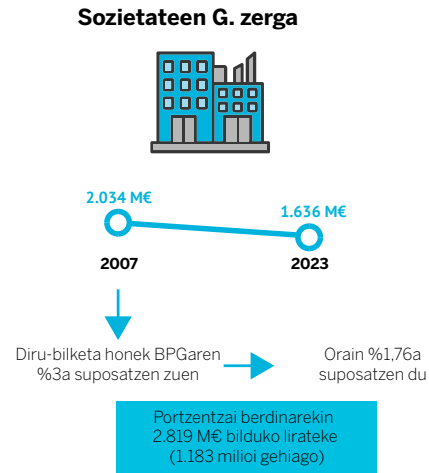 Sozietateen G. zerga
2.034 M€
1.636 M€
2007
2023
Diru-bilketa honek BPGaren
%3a suposatzen zuen
Orain %1,76a
suposatzen du
Portzentzai berdinarekin
2.819 M€ bilduko lirateke
(1.183 milioi gehiago)